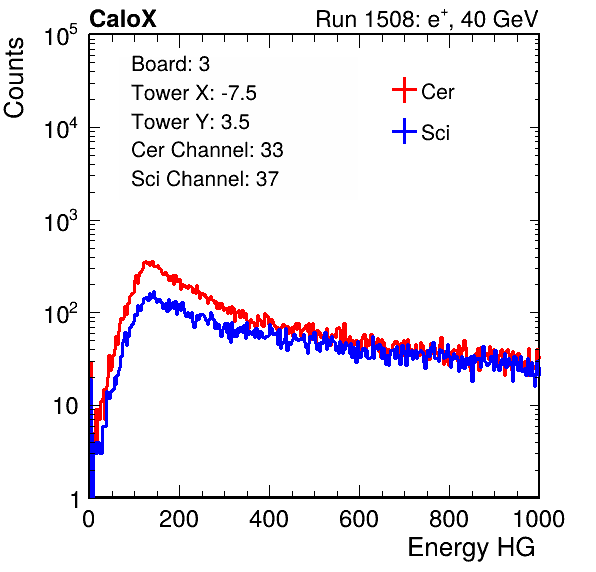 CaloX Run 1508: e⁺, 40 GeV
Counts
Board: 3
Tower X: -7.5
Tower Y: 3.5
Cer Channel: 33
Sci Channel: 37
Cer
Sci
10⁵
10⁴
10³
10²
10
1
0 200 400 600 800 1000
Energy HG